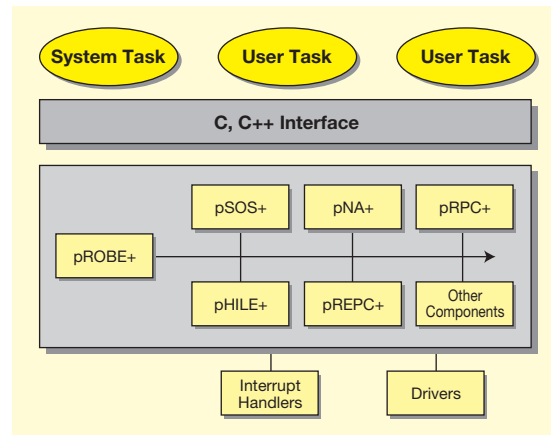 System Task
User Task
User Task
C, C++ Interface
pSOS+
pNA+
pRPC+
pROBE+
pHILE+
pREPC+
Other
Components
Interrupt
Handlers
Drivers